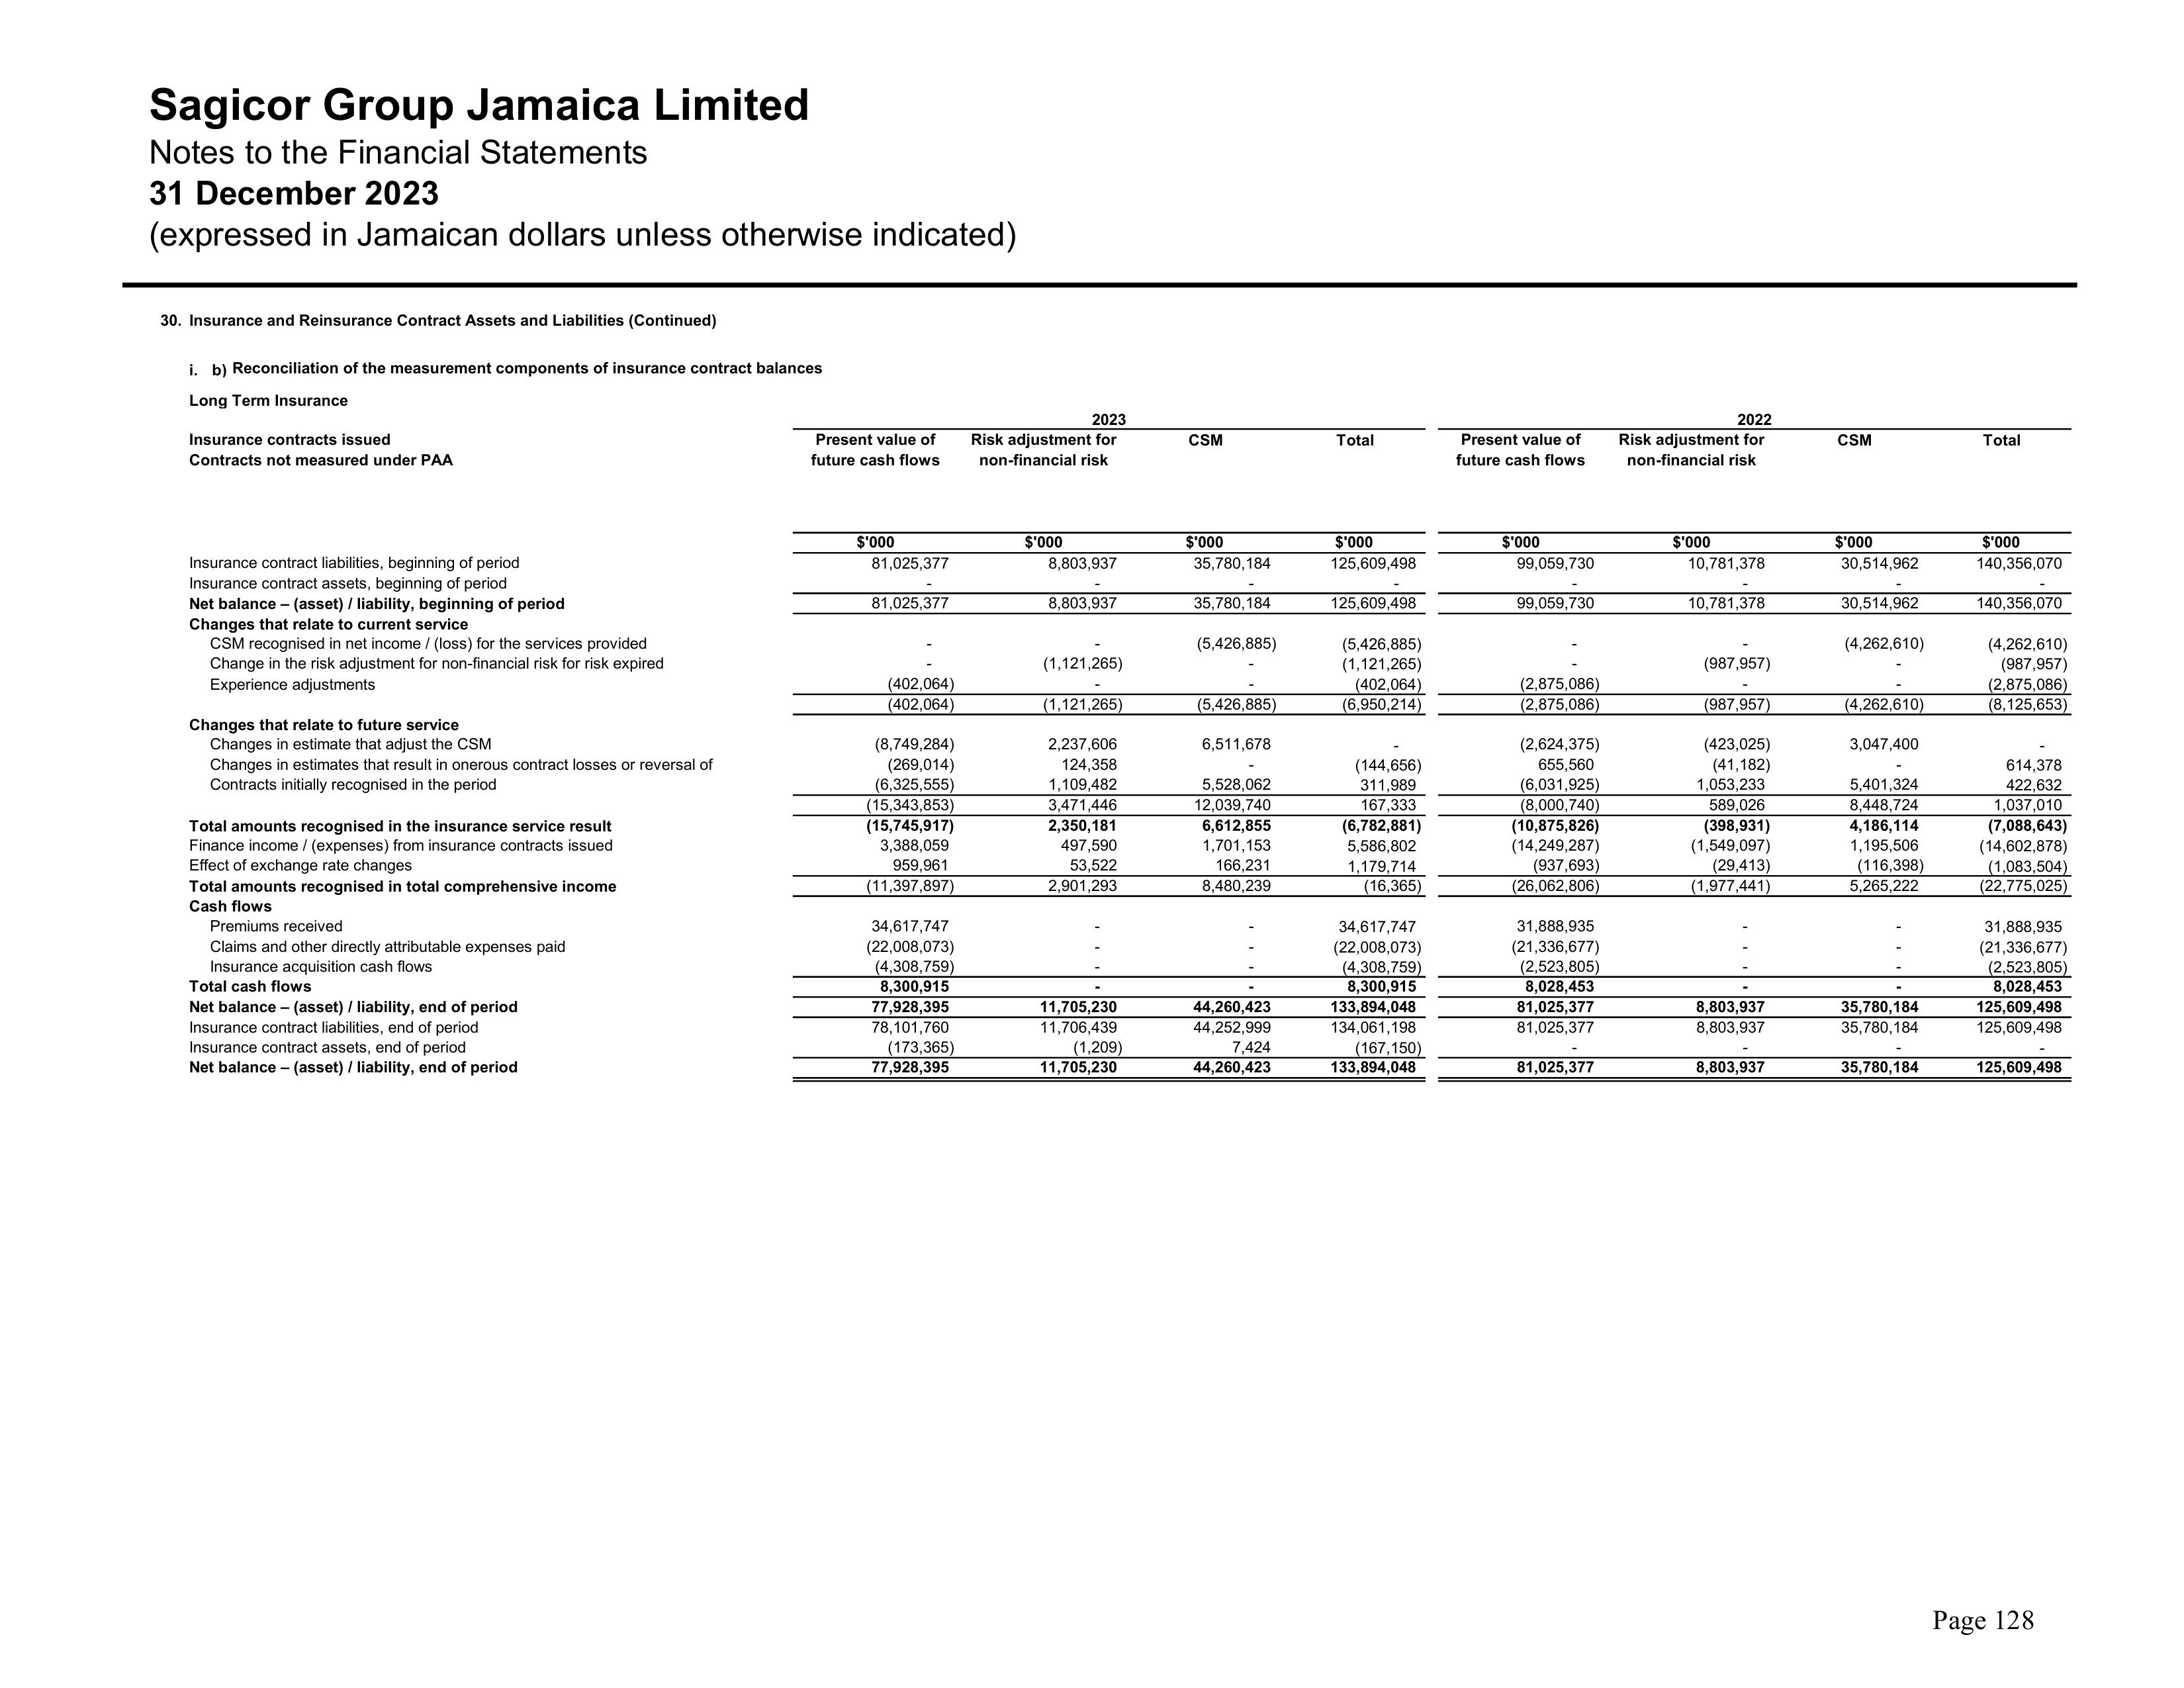 Sagicor Group Jamaica Limited
Notes to the Financial Statements
31 December 2023
(expressed in Jamaican dollars unless otherwise indicated)
30. Insurance and Reinsurance Contract Assets and Liabilities (Continued)
i. b) Reconciliation of the measurement components of insurance contract balances
Long Term Insurance
2023 2022
Insurance contracts issued Present value of Risk adjustment for CSM Total Present value of Risk adjustment for CSM Total
Contracts not measured under PAA future cash flows non-financial risk future cash flows non-financial risk
$'000 $'000 $'000 $'000 $'000 $'000 $'000 $'000
Insurance contract liabilities, beginning of period 81,025,377 8,803,937 35,780,184 125,609,498 99,059,730 10,781,378 30,514,962 140,356,070
Insurance contract assets, beginning of period - - - - - - - -
Net balance – (asset) / liability, beginning of period 81,025,377 8,803,937 35,780,184 125,609,498 99,059,730 10,781,378 30,514,962 140,356,070
Changes that relate to current service
CSM recognised in net income / (loss) for the services provided - - (5,426,885) (5,426,885) - - (4,262,610) (4,262,610)
Change in the risk adjustment for non-financial risk for risk expired - (1,121,265) - (1,121,265) - (987,957) - (987,957)
Experience adjustments (402,064) - - (402,064) (2,875,086) - - (2,875,086)
(402,064) (1,121,265) (5,426,885) (6,950,214) (2,875,086) (987,957) (4,262,610) (8,125,653)
Changes that relate to future service
Changes in estimate that adjust the CSM (8,749,284) 2,237,606 6,511,678 - (2,624,375) (423,025) 3,047,400 -
Changes in estimates that result in onerous contract losses or reversal of (269,014) 124,358 - (144,656) 655,560 (41,182) - 614,378
Contracts initially recognised in the period (6,325,555) 1,109,482 5,528,062 311,989 (6,031,925) 1,053,233 5,401,324 422,632
(15,343,853) 3,471,446 12,039,740 167,333 (8,000,740) 589,026 8,448,724 1,037,010
Total amounts recognised in the insurance service result (15,745,917) 2,350,181 6,612,855 (6,782,881) (10,875,826) (398,931) 4,186,114 (7,088,643)
Finance income / (expenses) from insurance contracts issued 3,388,059 497,590 1,701,153 5,586,802 (14,249,287) (1,549,097) 1,195,506 (14,602,878)
Effect of exchange rate changes 959,961 53,522 166,231 1,179,714 (937,693) (29,413) (116,398) (1,083,504)
Total amounts recognised in total comprehensive income (11,397,897) 2,901,293 8,480,239 (16,365) (26,062,806) (1,977,441) 5,265,222 (22,775,025)
Cash flows
Premiums received 34,617,747 - - 34,617,747 31,888,935 - - 31,888,935
Claims and other directly attributable expenses paid (22,008,073) - - (22,008,073) (21,336,677) - - (21,336,677)
Insurance acquisition cash flows (4,308,759) - - (4,308,759) (2,523,805) - - (2,523,805)
Total cash flows 8,300,915 - - 8,300,915 8,028,453 - - 8,028,453
Net balance – (asset) / liability, end of period 77,928,395 11,705,230 44,260,423 133,894,048 81,025,377 8,803,937 35,780,184 125,609,498
Insurance contract liabilities, end of period 78,101,760 11,706,439 44,252,999 134,061,198 81,025,377 8,803,937 35,780,184 125,609,498
Insurance contract assets, end of period (173,365) (1,209) 7,424 (167,150) - - - -
Net balance – (asset) / liability, end of period 77,928,395 11,705,230 44,260,423 133,894,048 81,025,377 8,803,937 35,780,184 125,609,498
Page 128